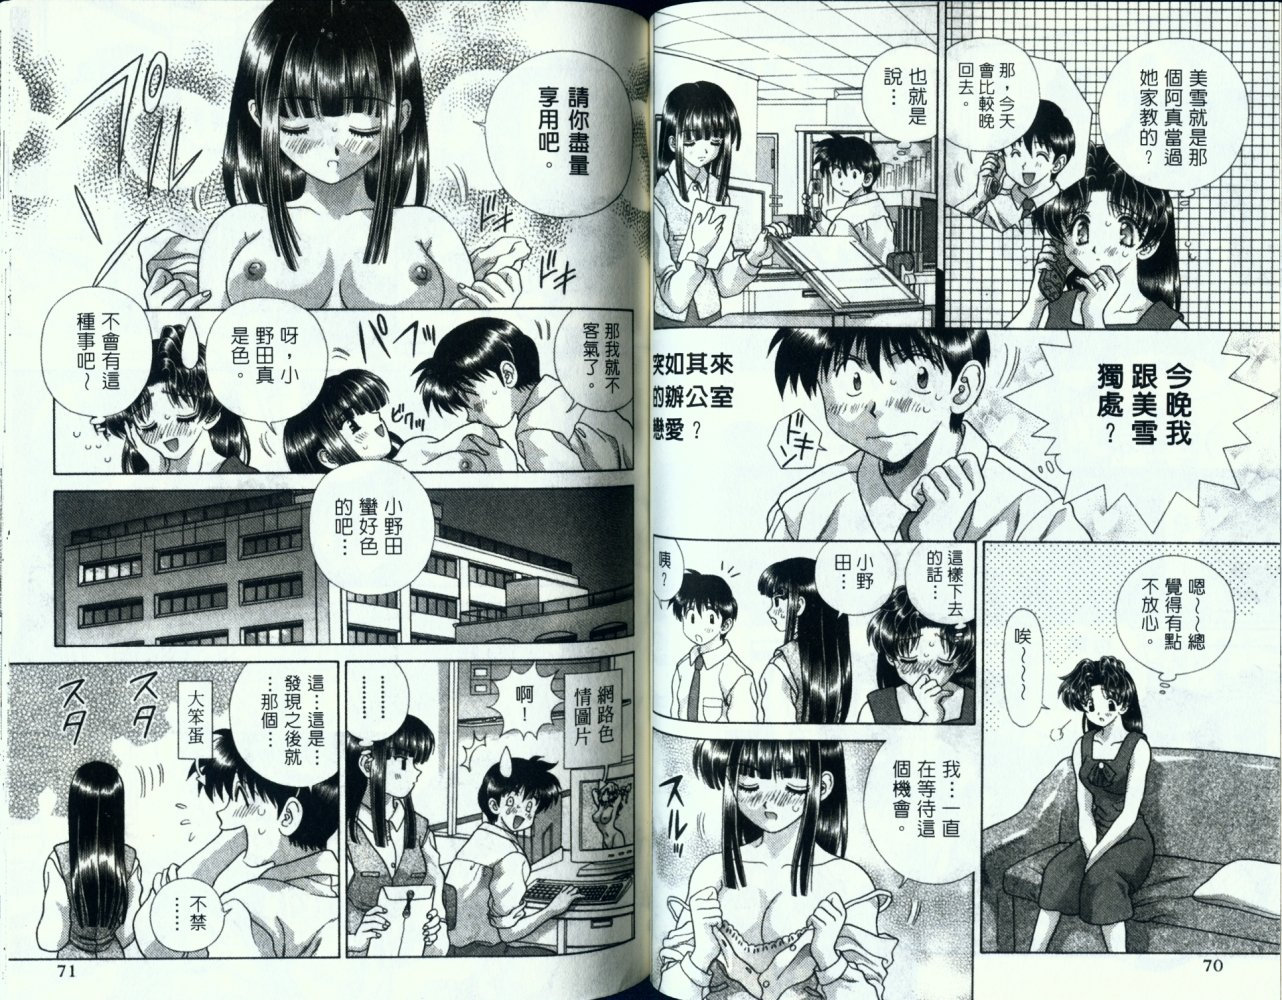 美雪就是那
個阿真當過
她家教的？
那，今天
會比較晚
回去。
也就是
說…
今晚我
跟美雪
獨處？
突如其來
的辦公室
戀愛？
ドキン
嗯～～總
覺得有點
不放心。
唉～～～～
這樣下去
的話…
小野
田…
咦？
我…一直
在等待這
個機會。
スルッ
70
請你盡量
享用吧。
プルルル
ドキ
ドキ
那我就不
客氣了。
パフッ
ビクッ
呀，小
野田真
是色。
不會有這
種事吧～
小野田
蠻好色
的吧…
網路色
情圖片
啊！
………
這…這是…
發現之後就
…那個…
大笨蛋
スタ
スタ
不禁
……
71